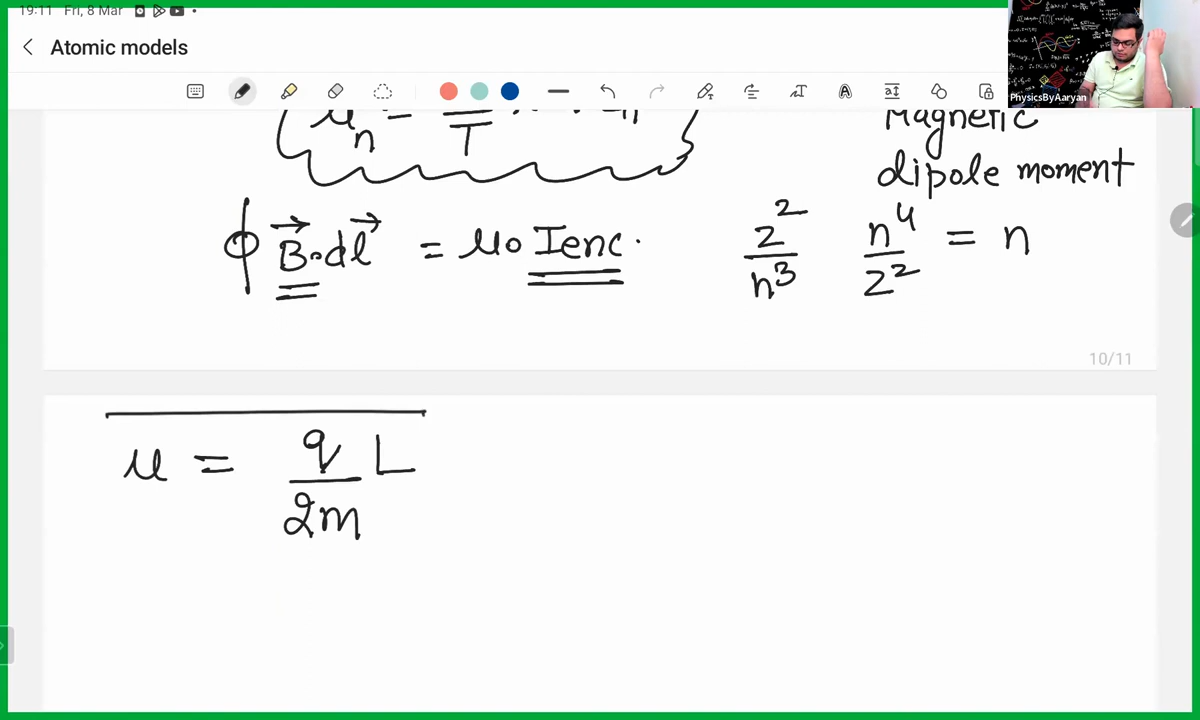 19:11 Fri, 8 Mar
Atomic models
PhysicsByAaryan
μn = — T
Magnetic
dipole moment
∮ B⃗·dl⃗ = μ0 Ienc. z²/n³ n⁴/z² = n
10/11
μ = q/2m L